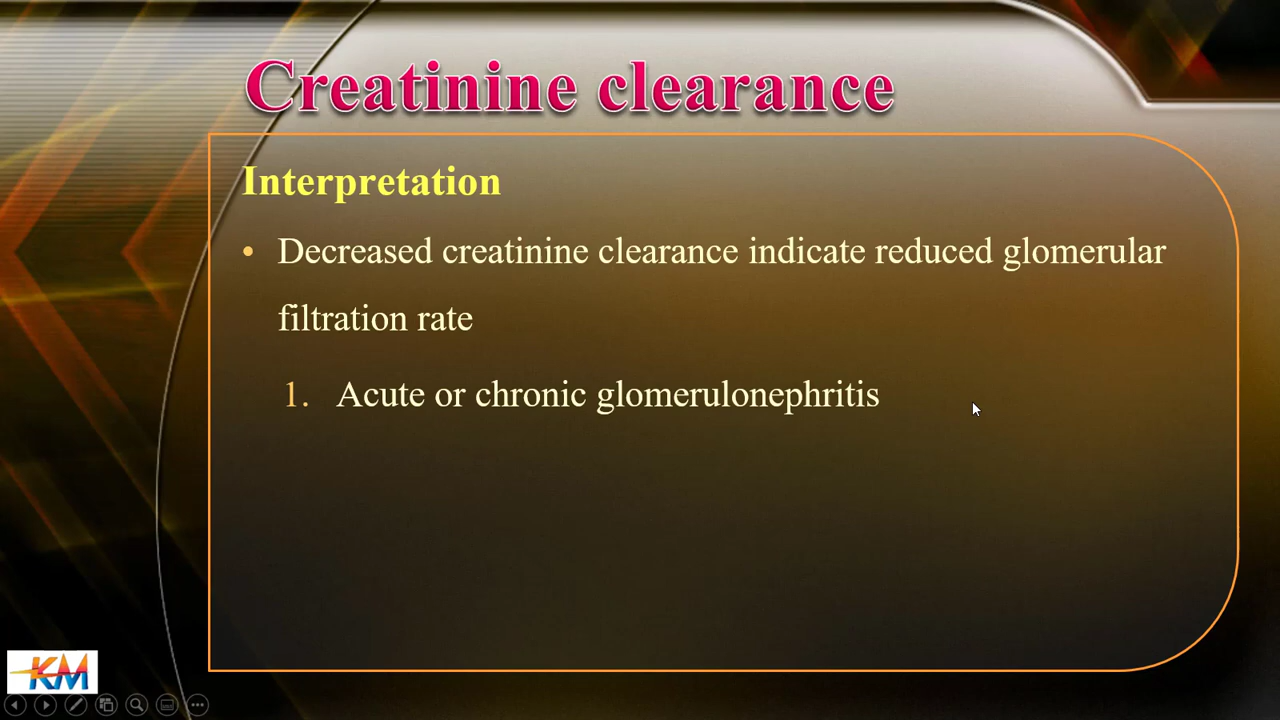 Creatinine clearance
Interpretation
• Decreased creatinine clearance indicate reduced glomerular
filtration rate
1. Acute or chronic glomerulonephritis
KM